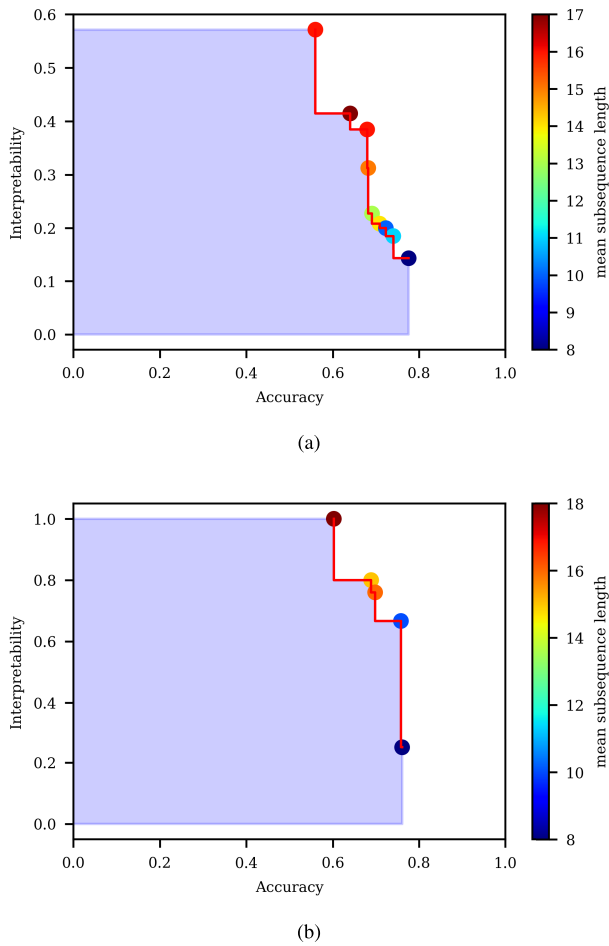 0.6
0.5
0.4
0.3
0.2
0.1
0.0
Interpretability
0.0 0.2 0.4 0.6 0.8 1.0
Accuracy
17
16
15
14
13
12
11
10
9
8
mean subsequence length
(a)
1.0
0.8
0.6
0.4
0.2
0.0
Interpretability
0.0 0.2 0.4 0.6 0.8 1.0
Accuracy
18
16
14
12
10
8
mean subsequence length
(b)